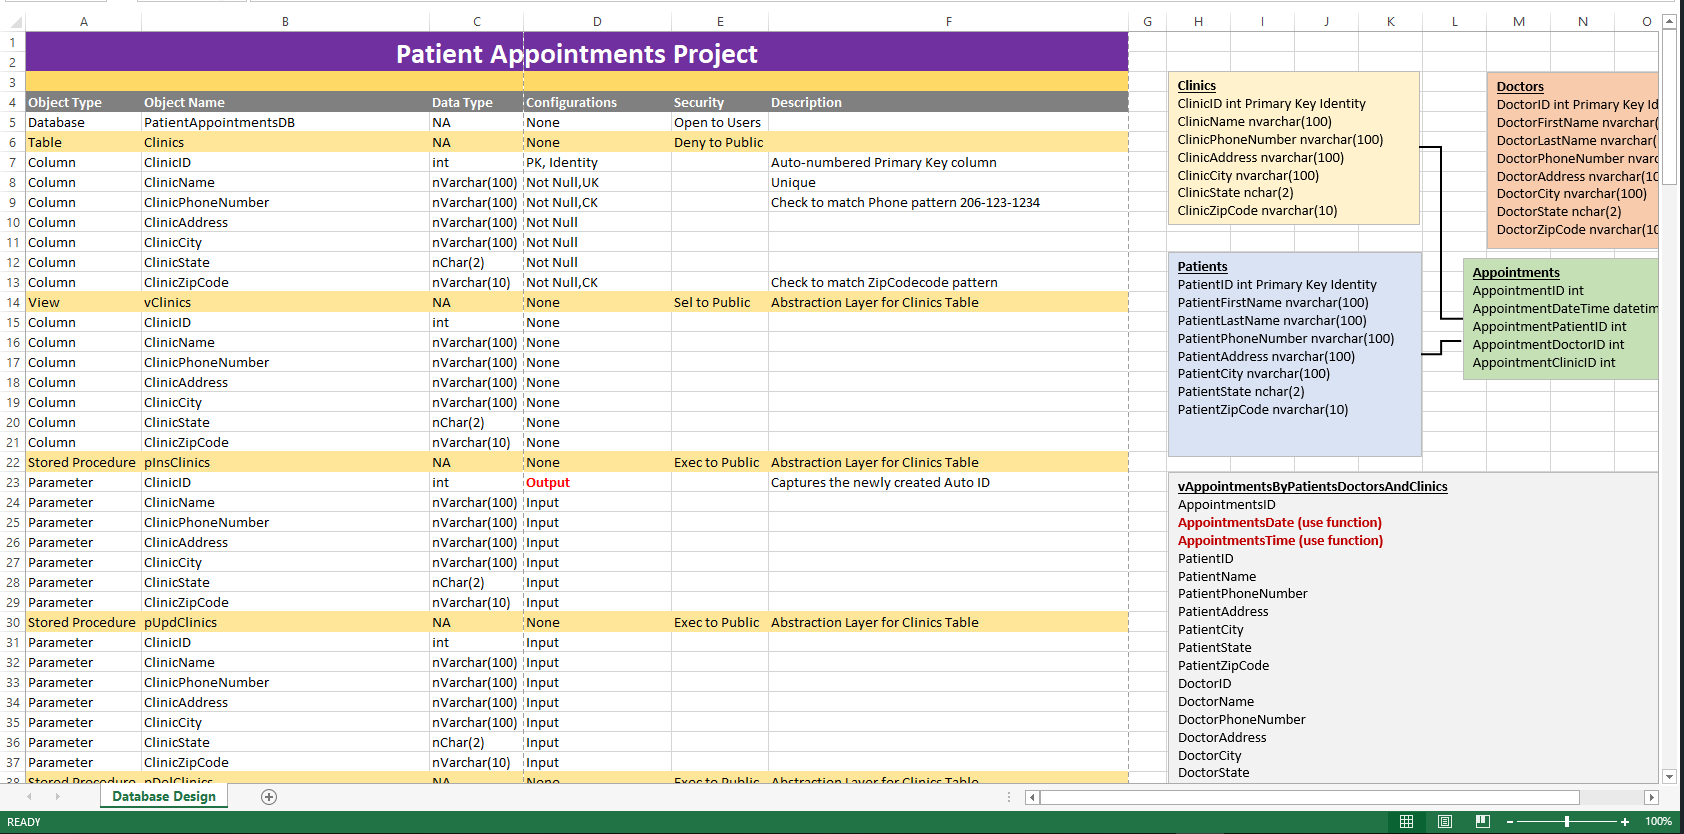 A B C D E F G H I J K L M N O
1
2 Patient Appointments Project
3
4 Object Type Object Name Data Type Configurations Security Description
5 Database PatientAppointmentsDB NA None Open to Users
6 Table Clinics NA None Deny to Public
7 Column ClinicID int PK, Identity Auto-numbered Primary Key column
8 Column ClinicName nVarchar(100) Not Null,UK Unique
9 Column ClinicPhoneNumber nVarchar(100) Not Null,CK Check to match Phone pattern 206-123-1234
10 Column ClinicAddress nVarchar(100) Not Null
11 Column ClinicCity nVarchar(100) Not Null
12 Column ClinicState nChar(2) Not Null
13 Column ClinicZipCode nVarchar(10) Not Null,CK Check to match ZipCodecode pattern
14 View vClinics NA None Sel to Public Abstraction Layer for Clinics Table
15 Column ClinicID int None
16 Column ClinicName nVarchar(100) None
17 Column ClinicPhoneNumber nVarchar(100) None
18 Column ClinicAddress nVarchar(100) None
19 Column ClinicCity nVarchar(100) None
20 Column ClinicState nChar(2) None
21 Column ClinicZipCode nVarchar(10) None
22 Stored Procedure pInsClinics NA None Exec to Public Abstraction Layer for Clinics Table
23 Parameter ClinicID int Output Captures the newly created Auto ID
24 Parameter ClinicName nVarchar(100) Input
25 Parameter ClinicPhoneNumber nVarchar(100) Input
26 Parameter ClinicAddress nVarchar(100) Input
27 Parameter ClinicCity nVarchar(100) Input
28 Parameter ClinicState nChar(2) Input
29 Parameter ClinicZipCode nVarchar(10) Input
30 Stored Procedure pUpdClinics NA None Exec to Public Abstraction Layer for Clinics Table
31 Parameter ClinicID int Input
32 Parameter ClinicName nVarchar(100) Input
33 Parameter ClinicPhoneNumber nVarchar(100) Input
34 Parameter ClinicAddress nVarchar(100) Input
35 Parameter ClinicCity nVarchar(100) Input
36 Parameter ClinicState nChar(2) Input
37 Parameter ClinicZipCode nVarchar(10) Input
38 Stored Procedure pDelClinics NA None Exec to Public Abstraction Layer for Clinics Table
Clinics
ClinicID int Primary Key Identity
ClinicName nvarchar(100)
ClinicPhoneNumber nvarchar(100)
ClinicAddress nvarchar(100)
ClinicCity nvarchar(100)
ClinicState nchar(2)
ClinicZipCode nvarchar(10)
Doctors
DoctorID int Primary Key Id
DoctorFirstName nvarchar(
DoctorLastName nvarchar(
DoctorPhoneNumber nvarc
DoctorAddress nvarchar(10
DoctorCity nvarchar(100)
DoctorState nchar(2)
DoctorZipCode nvarchar(10
Patients
PatientID int Primary Key Identity
PatientFirstName nvarchar(100)
PatientLastName nvarchar(100)
PatientPhoneNumber nvarchar(100)
PatientAddress nvarchar(100)
PatientCity nvarchar(100)
PatientState nchar(2)
PatientZipCode nvarchar(10)
Appointments
AppointmentID int
AppointmentDateTime datetim
AppointmentPatientID int
AppointmentDoctorID int
AppointmentClinicID int
vAppointmentsByPatientsDoctorsAndClinics
AppointmentsID
AppointmentsDate (use function)
AppointmentsTime (use function)
PatientID
PatientName
PatientPhoneNumber
PatientAddress
PatientCity
PatientState
PatientZipCode
DoctorID
DoctorName
DoctorPhoneNumber
DoctorAddress
DoctorCity
DoctorState
Database Design
READY
100%